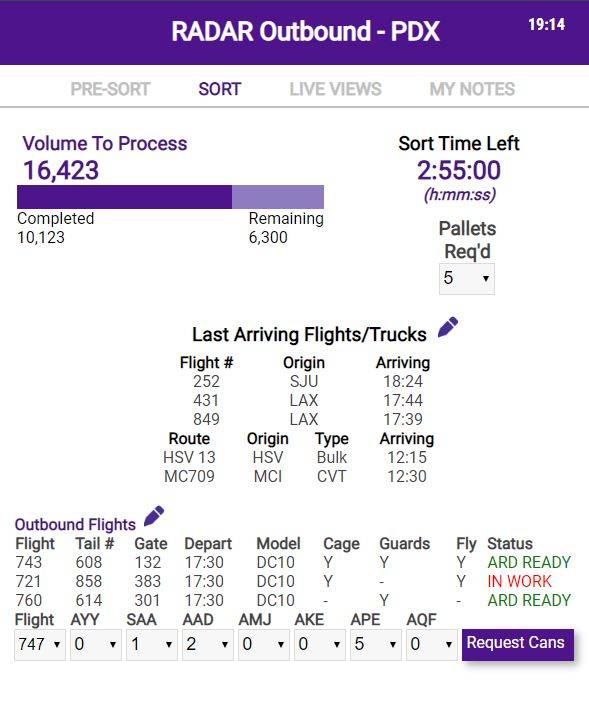 RADAR Outbound - PDX 19:14
PRE-SORT SORT LIVE VIEWS MY NOTES
Volume To Process
16,423
Completed Remaining
10,123 6,300
Sort Time Left
2:55:00
(h:mm:ss)
Pallets
Req'd
5
Last Arriving Flights/Trucks
Flight # Origin Arriving
252 SJU 18:24
431 LAX 17:44
849 LAX 17:39
Route Origin Type Arriving
HSV 13 HSV Bulk 12:15
MC709 MCI CVT 12:30
Outbound Flights
Flight Tail # Gate Depart Model Cage Guards Fly Status
743 608 132 17:30 DC10 Y Y Y ARD READY
721 858 383 17:30 DC10 Y - Y IN WORK
760 614 301 17:30 DC10 - Y - ARD READY
Flight AYY SAA AAD AMJ AKE APE AQF
747 0 1 2 0 0 5 0 Request Cans